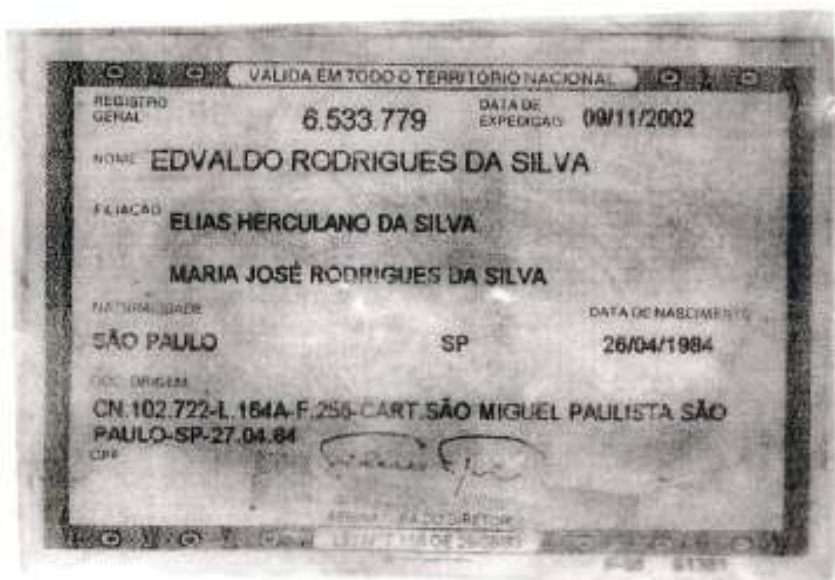 VÁLIDA EM TODO O TERRITÓRIO NACIONAL
REGISTRO GERAL 6.533.779 DATA DE EXPEDIÇÃO 09/11/2002
NOME EDVALDO RODRIGUES DA SILVA
FILIAÇÃO ELIAS HERCULANO DA SILVA
MARIA JOSÉ RODRIGUES DA SILVA
NATURALIDADE DATA DE NASCIMENTO
SÃO PAULO SP 26/04/1984
DOC. ORIGEM
CN.102.722-L.164A-F.256-CART.SÃO MIGUEL PAULISTA SÃO
PAULO-SP-27.04.84
CPF
ASSINATURA DO DIRETOR